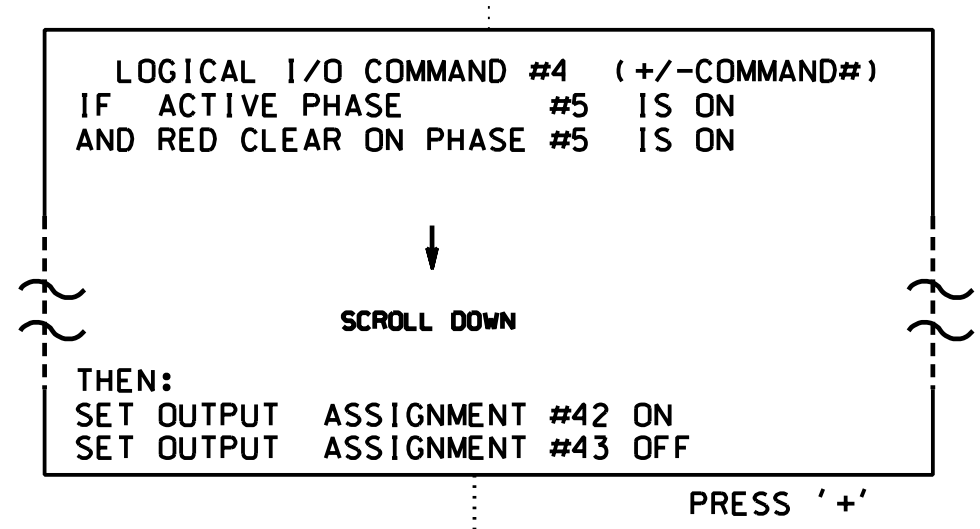 LOGICAL I/O COMMAND #4 (+/-COMMAND#)
IF ACTIVE PHASE #5 IS ON
AND RED CLEAR ON PHASE #5 IS ON
SCROLL DOWN
THEN:
SET OUTPUT ASSIGNMENT #42 ON
SET OUTPUT ASSIGNMENT #43 OFF
PRESS '+'